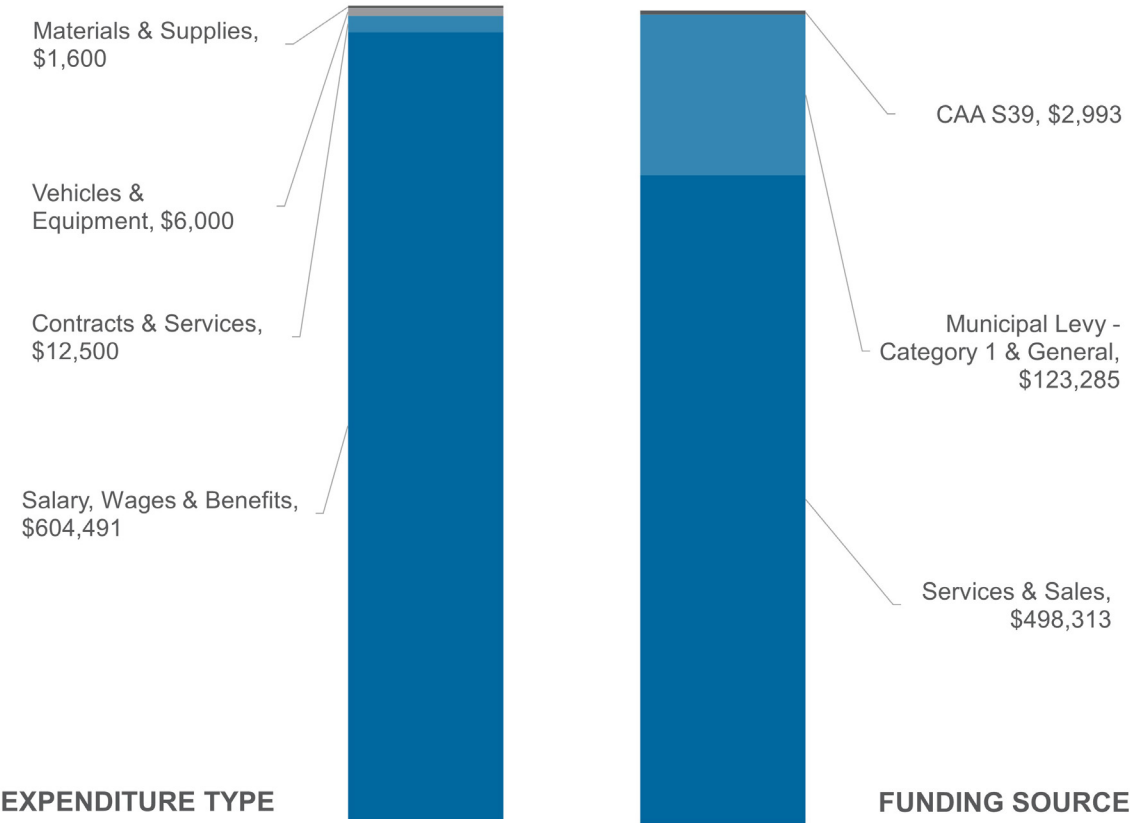 Materials & Supplies,
$1,600
Vehicles &
Equipment, $6,000
Contracts & Services,
$12,500
Salary, Wages & Benefits,
$604,491
EXPENDITURE TYPE
CAA S39, $2,993
Municipal Levy -
Category 1 & General,
$123,285
Services & Sales,
$498,313
FUNDING SOURCE